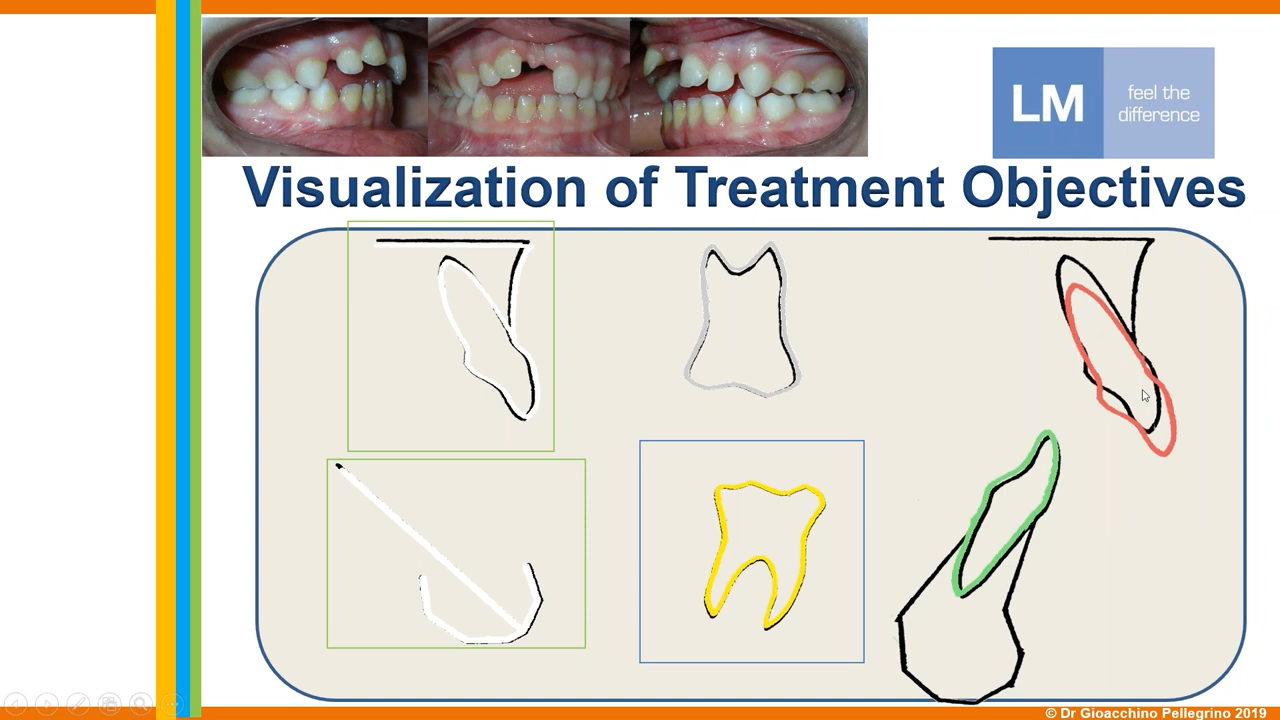 LM
feel the
difference
Visualization of Treatment Objectives
© Dr Gioacchino Pellegrino 2019